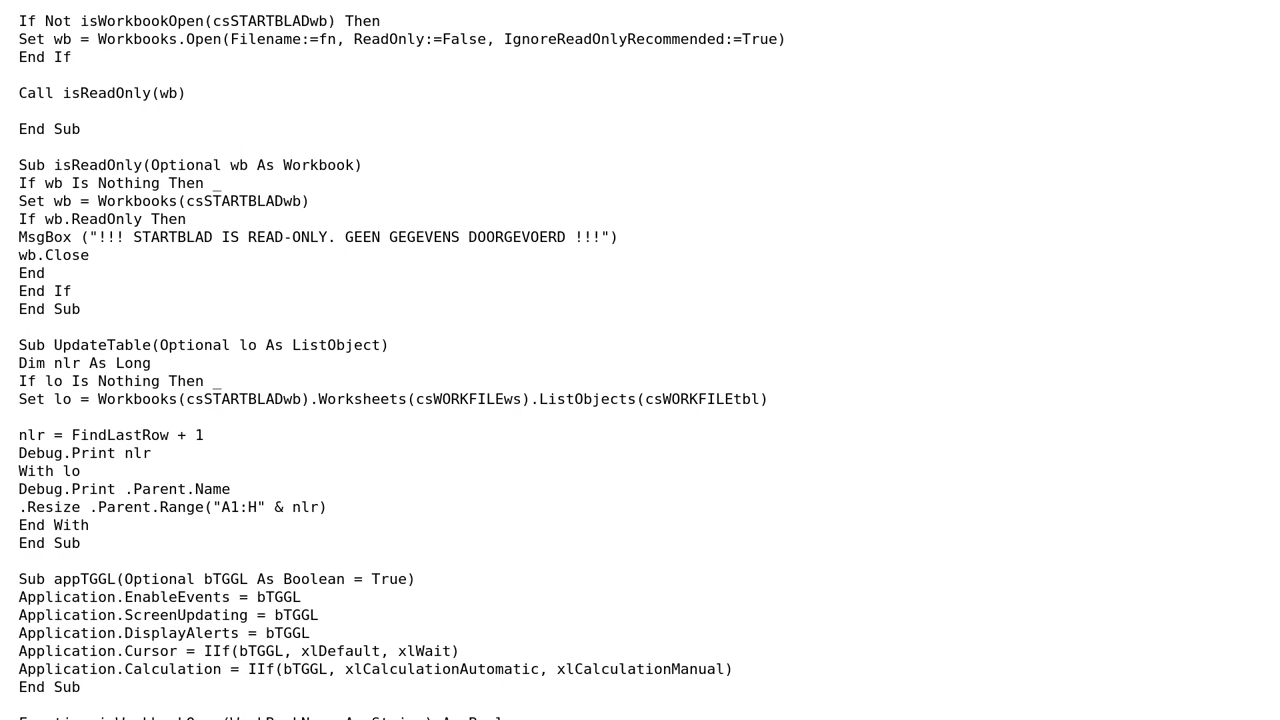 If Not isWorkbookOpen(csSTARTBLADwb) Then
Set wb = Workbooks.Open(Filename:=fn, ReadOnly:=False, IgnoreReadOnlyRecommended:=True)
End If

Call isReadOnly(wb)

End Sub

Sub isReadOnly(Optional wb As Workbook)
If wb Is Nothing Then _
Set wb = Workbooks(csSTARTBLADwb)
If wb.ReadOnly Then
MsgBox ("!!! STARTBLAD IS READ-ONLY. GEEN GEGEVENS DOORGEVOERD !!!")
wb.Close
End
End If
End Sub

Sub UpdateTable(Optional lo As ListObject)
Dim nlr As Long
If lo Is Nothing Then _
Set lo = Workbooks(csSTARTBLADwb).Worksheets(csWORKFILEws).ListObjects(csWORKFILEtbl)

nlr = FindLastRow + 1
Debug.Print nlr
With lo
Debug.Print .Parent.Name
.Resize .Parent.Range("A1:H" & nlr)
End With
End Sub

Sub appTGGL(Optional bTGGL As Boolean = True)
Application.EnableEvents = bTGGL
Application.ScreenUpdating = bTGGL
Application.DisplayAlerts = bTGGL
Application.Cursor = IIf(bTGGL, xlDefault, xlWait)
Application.Calculation = IIf(bTGGL, xlCalculationAutomatic, xlCalculationManual)
End Sub